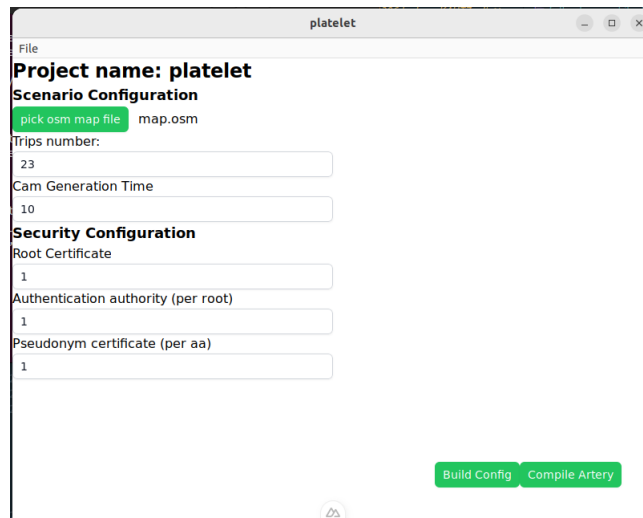 platelet
File
Project name: platelet
Scenario Configuration
pick osm map file map.osm
Trips number:
23
Cam Generation Time
10
Security Configuration
Root Certificate
1
Authentication authority (per root)
1
Pseudonym certificate (per aa)
1
Build Config Compile Artery